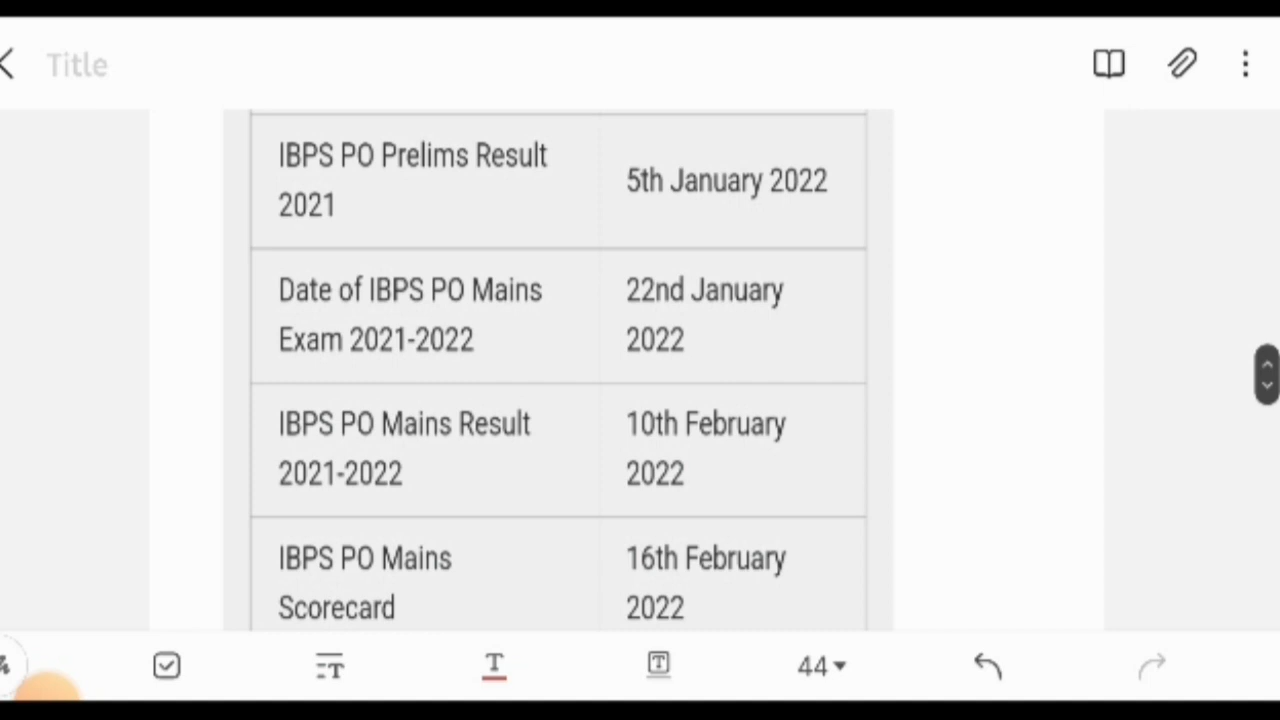 Title
IBPS PO Prelims Result
2021
5th January 2022
Date of IBPS PO Mains
Exam 2021-2022
22nd January
2022
IBPS PO Mains Result
2021-2022
10th February
2022
IBPS PO Mains
Scorecard
16th February
2022
T
T
T
44